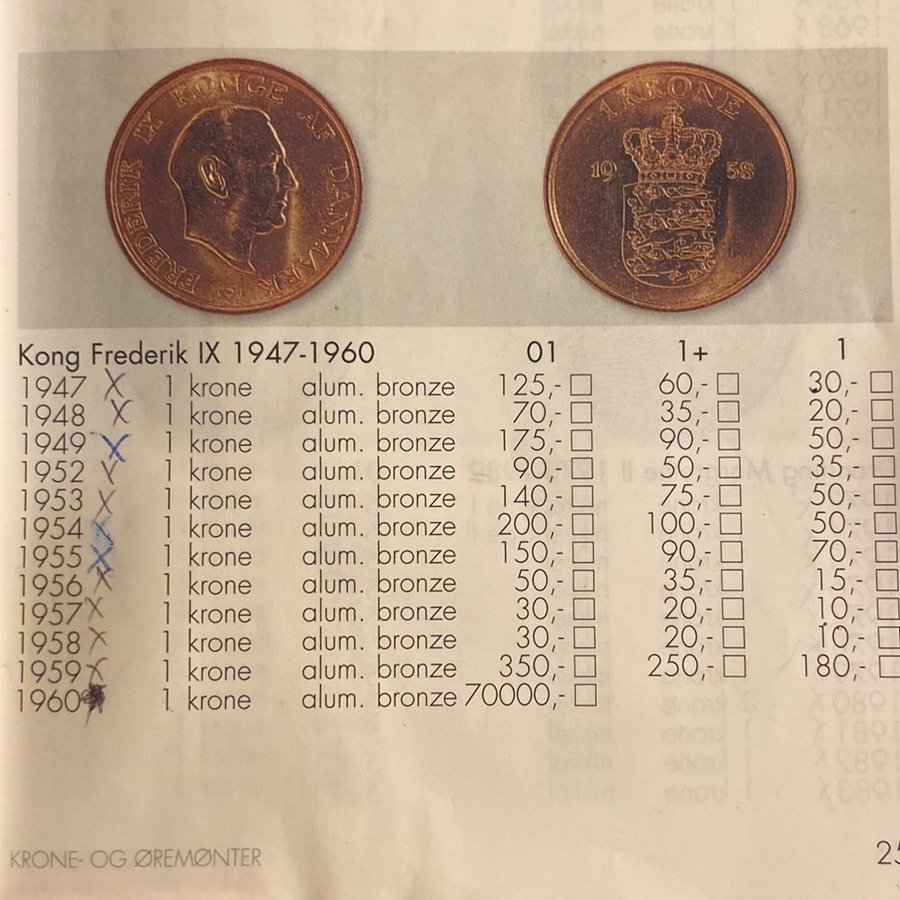 FREDERIK IX KONGE AF DANMARK
1 KRONE
19 58
Kong Frederik IX 1947-1960 01 1+ 1
1947 X 1 krone alum. bronze 125,- ☐ 60,- ☐ 30,- ☐
1948 X 1 krone alum. bronze 70,- ☐ 35,- ☐ 20,- ☐
1949 X 1 krone alum. bronze 175,- ☐ 90,- ☐ 50,- ☐
1952 X 1 krone alum. bronze 90,- ☐ 50,- ☐ 35,- ☐
1953 X 1 krone alum. bronze 140,- ☐ 75,- ☐ 50,- ☐
1954 X 1 krone alum. bronze 200,- ☐ 100,- ☐ 50,- ☐
1955 X 1 krone alum. bronze 150,- ☐ 90,- ☐ 70,- ☐
1956 X 1 krone alum. bronze 50,- ☐ 35,- ☐ 15,- ☐
1957 X 1 krone alum. bronze 30,- ☐ 20,- ☐ 10,- ☐
1958 X 1 krone alum. bronze 30,- ☐ 20,- ☐ 10,- ☐
1959 X 1 krone alum. bronze 350,- ☐ 250,- ☐ 180,- ☐
1960 1 krone alum. bronze 70000,- ☐
KRONE- OG ØREMØNTER